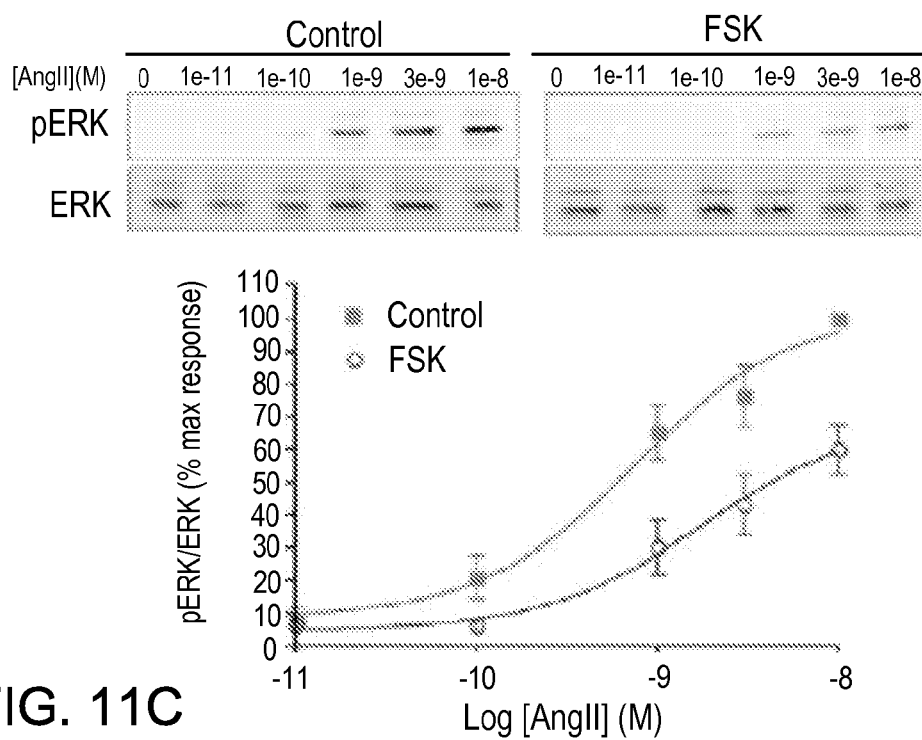 Control FSK
[AngII](M) 0 1e-11 1e-10 1e-9 3e-9 1e-8 0 1e-11 1e-10 1e-9 3e-9 1e-8
pERK
ERK
pERK/ERK (% max response)
110
100
90
80
70
60
50
40
30
20
10
0
Control
FSK
-11 -10 -9 -8
Log [AngII] (M)
FIG. 11C